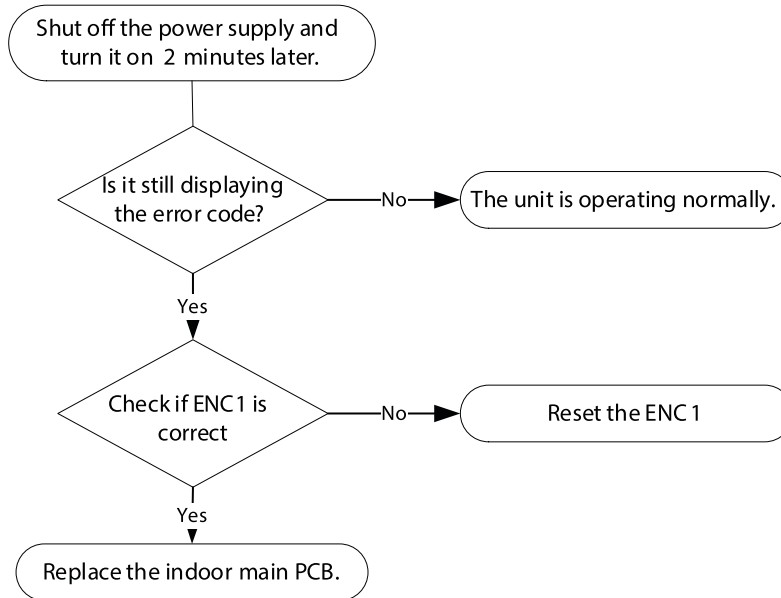 Shut off the power supply and
turn it on 2 minutes later.
Is it still displaying
the error code?
No
The unit is operating normally.
Yes
Check if ENC1 is
correct
No
Reset the ENC1
Yes
Replace the indoor main PCB.